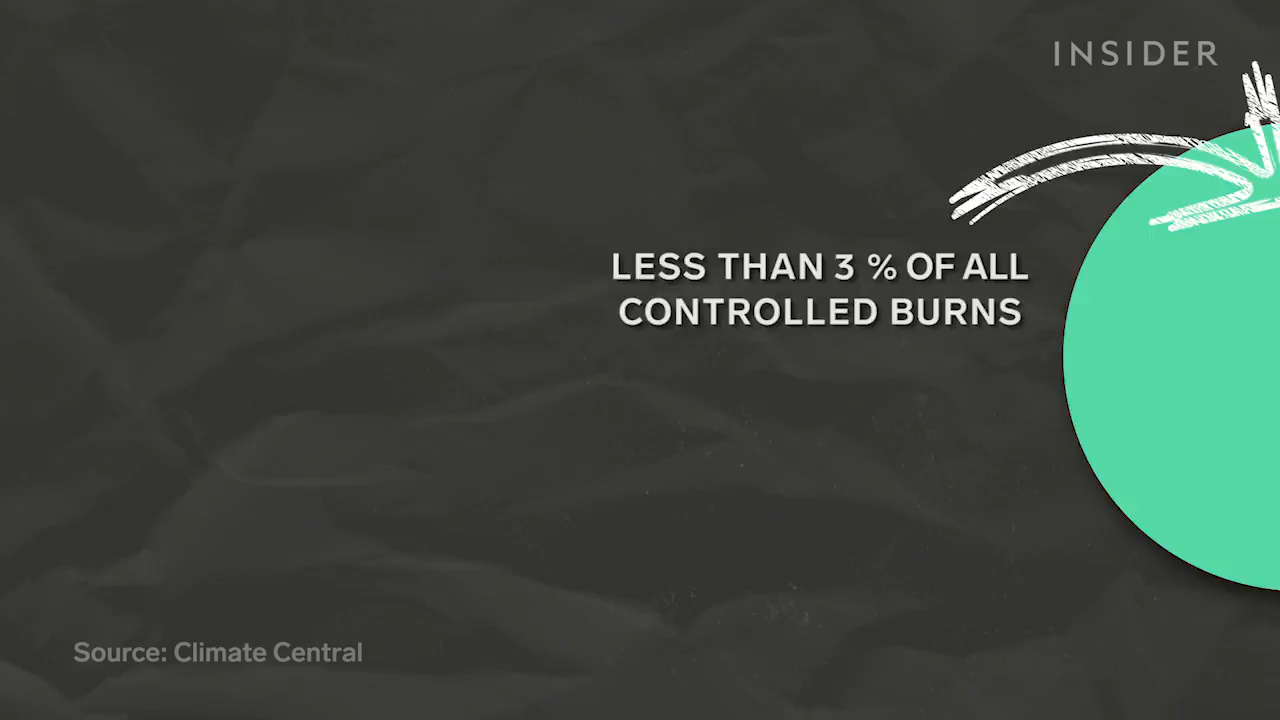 INSIDER
LESS THAN 3 % OF ALL
CONTROLLED BURNS
Source: Climate Central